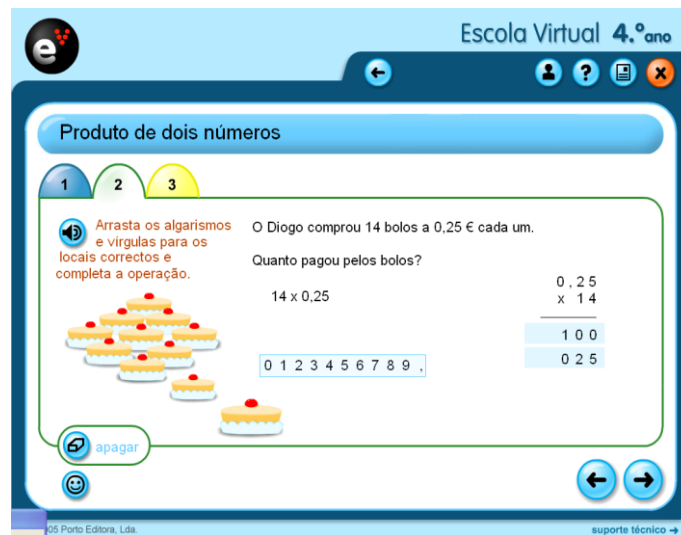 Escola Virtual 4.ºano
e
?
x
Produto de dois números
1 2 3
Arrasta os algarismos
e vírgulas para os
locais correctos e
completa a operação.
O Diogo comprou 14 bolos a 0,25 € cada um.
Quanto pagou pelos bolos?
14 x 0,25
0 , 2 5
x 1 4
1 0 0
0 2 5
0 1 2 3 4 5 6 7 8 9 ,
apagar
05 Porto Editora, Lda.
suporte técnico